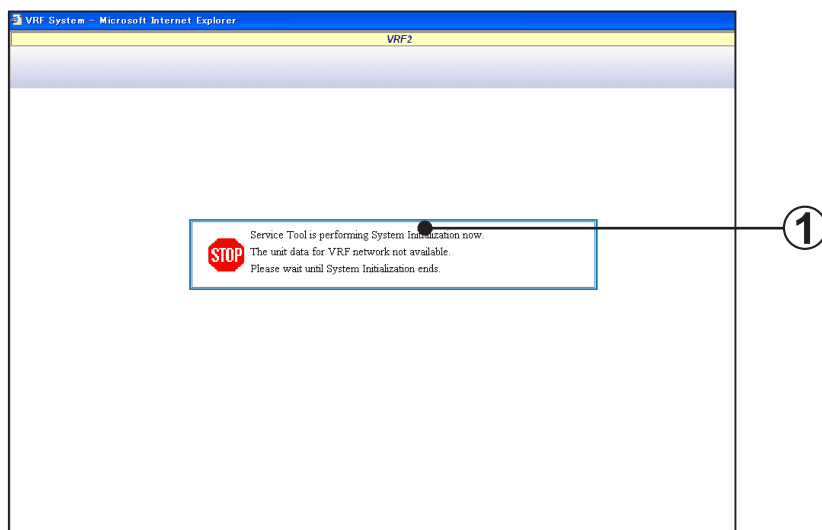 VRF System - Microsoft Internet Explorer
VRF2
STOP
Service Tool is performing System Initialization now.
The unit data for VRF network not available.
Please wait until System Initialization ends.
1